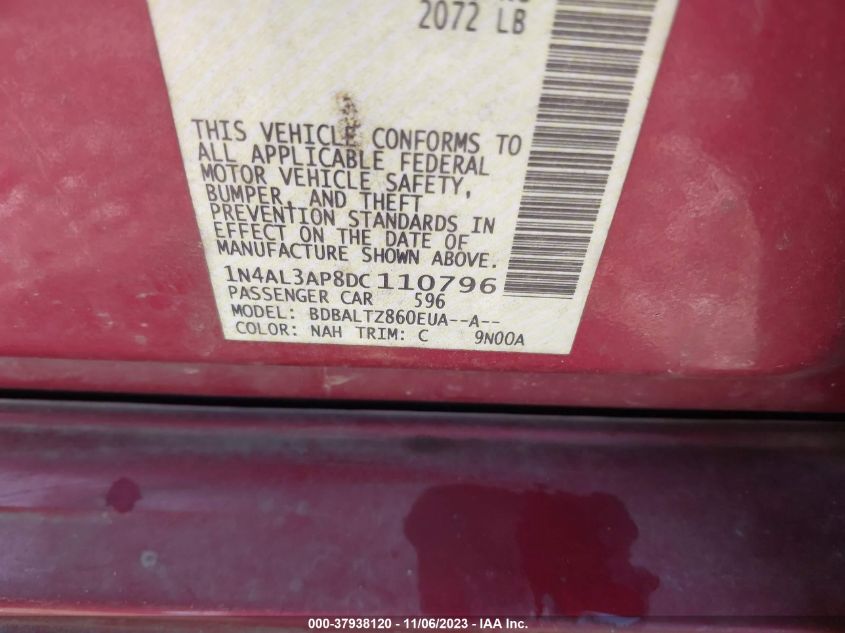 2072 LB
THIS VEHICLE CONFORMS TO
ALL APPLICABLE FEDERAL
MOTOR VEHICLE SAFETY,
BUMPER, AND THEFT
PREVENTION STANDARDS IN
EFFECT ON THE DATE OF
MANUFACTURE SHOWN ABOVE.
1N4AL3AP8DC110796
PASSENGER CAR 596
MODEL: BDBALTZ860EUA--A--
COLOR: NAH TRIM: C 9N00A
000-37938120 - 11/06/2023 - IAA Inc.